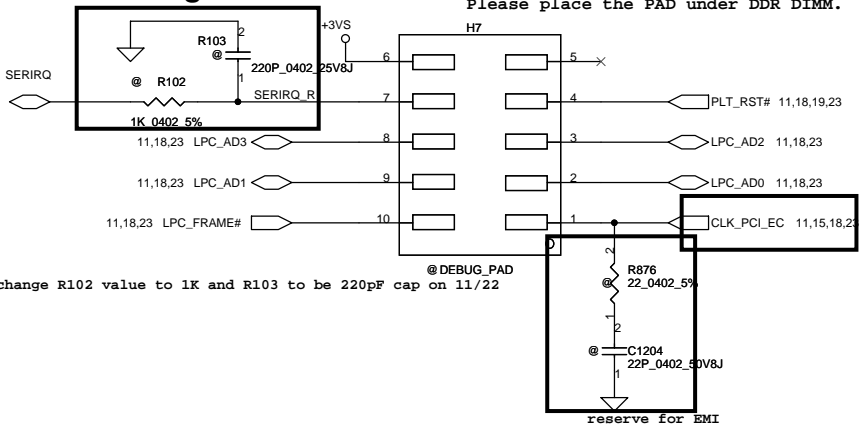 Please place the PAD under DDR DIMM.
+3VS
H7
2
R103
@
220P_0402_25V8J
1
6
5
SERIRQ
@ R102
SERIRQ_R
7
4
PLT_RST# 11,18,19,23
1K_0402_5%
11,18,23 LPC_AD3
8
3
LPC_AD2 11,18,23
11,18,23 LPC_AD1
9
2
LPC_AD0 11,18,23
11,18,23 LPC_FRAME#
10
1
CLK_PCI_EC 11,15,18,23
@DEBUG_PAD
2
R876
@ 22_0402_5%
1
change R102 value to 1K and R103 to be 220pF cap on 11/22
2
@ C1204
22P_0402_50V8J
1
reserve for EMI